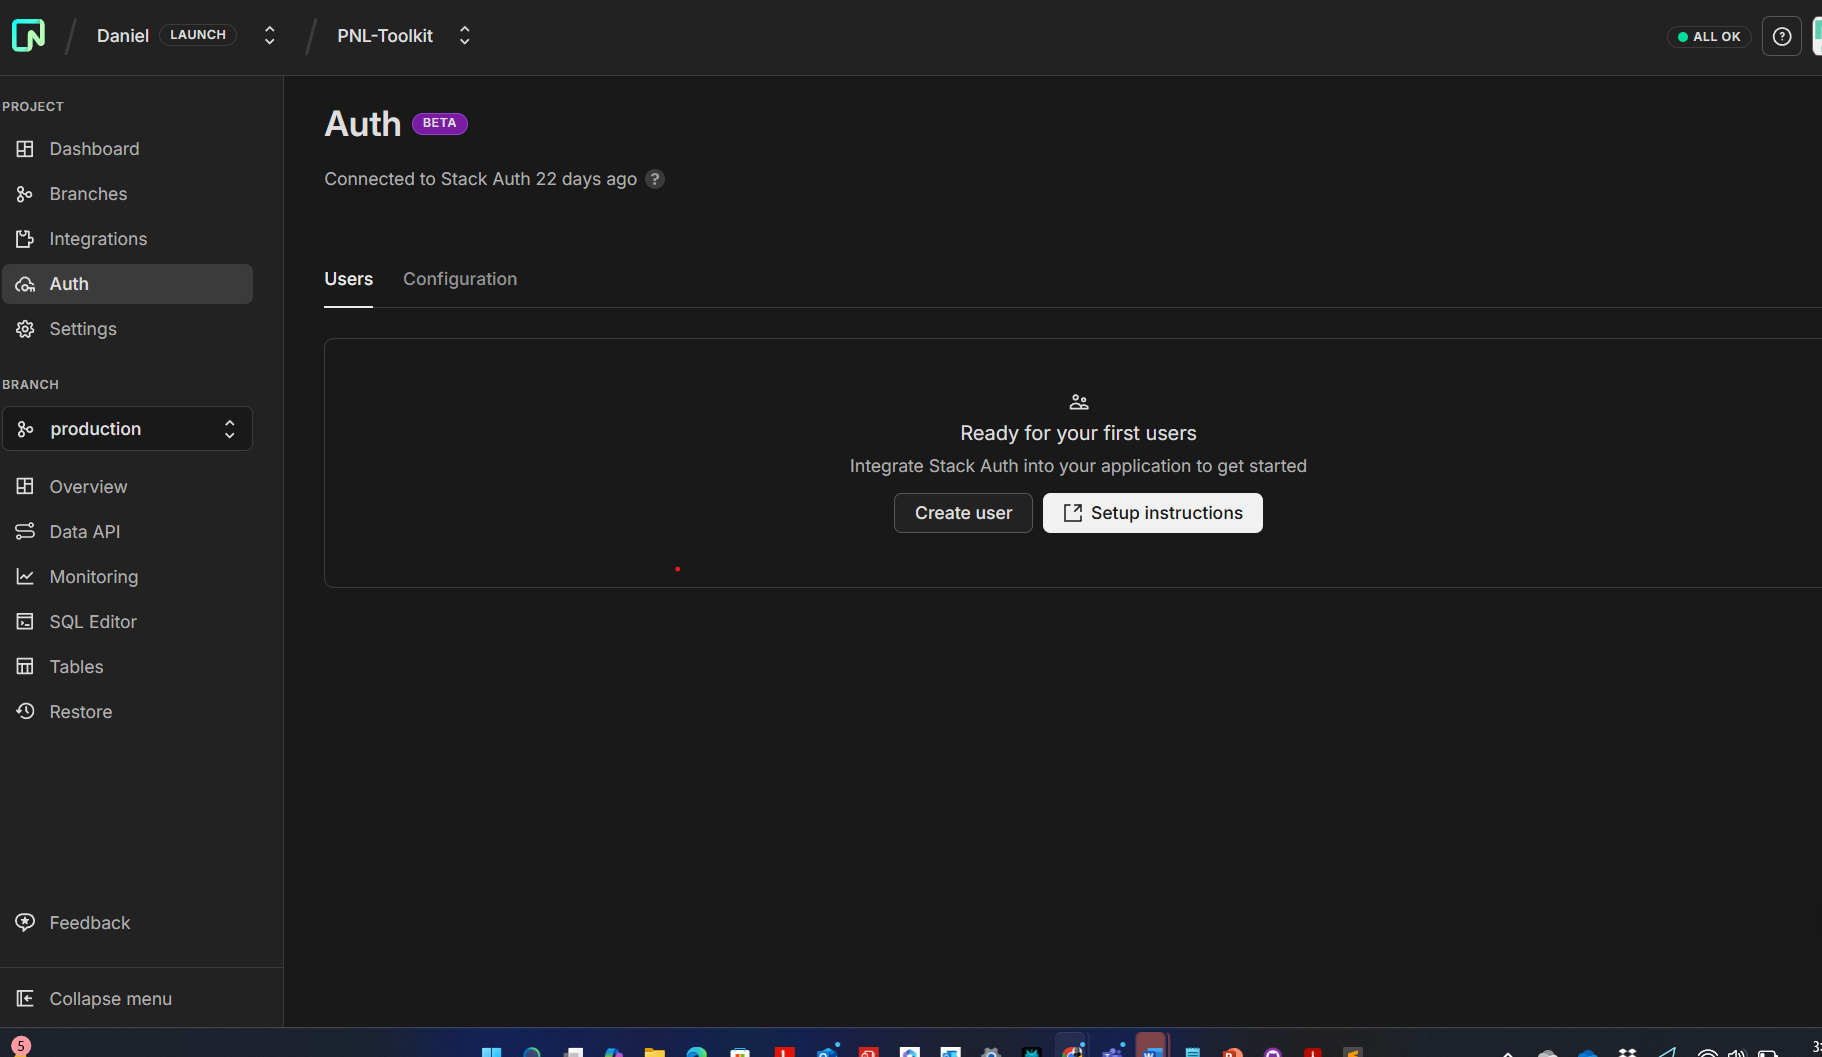 Daniel LAUNCH PNL-Toolkit ALL OK
PROJECT
Dashboard
Branches
Integrations
Auth
Settings
BRANCH
production
Overview
Data API
Monitoring
SQL Editor
Tables
Restore
Feedback
Collapse menu
Auth BETA
Connected to Stack Auth 22 days ago ?
Users Configuration
Ready for your first users
Integrate Stack Auth into your application to get started
Create user Setup instructions
5